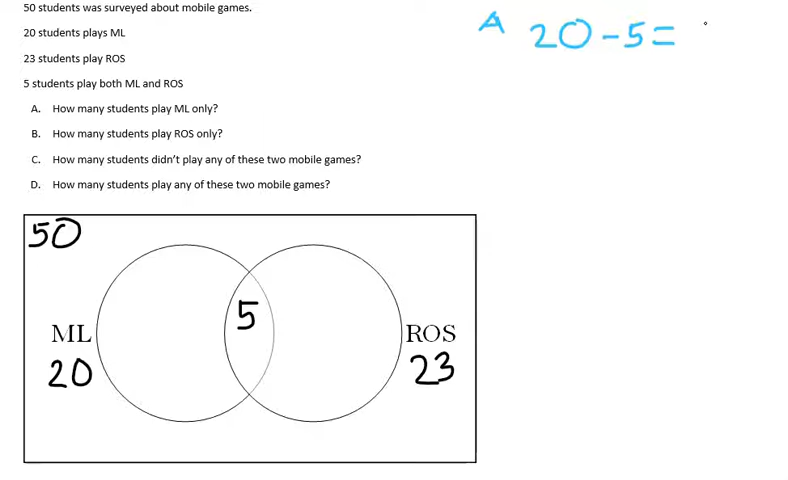 50 students was surveyed about mobile games.
20 students plays ML
23 students play ROS
5 students play both ML and ROS
A. How many students play ML only?
B. How many students play ROS only?
C. How many students didn't play any of these two mobile games?
D. How many students play any of these two mobile games?
A 20-5=
50
5
ML
ROS
20
23